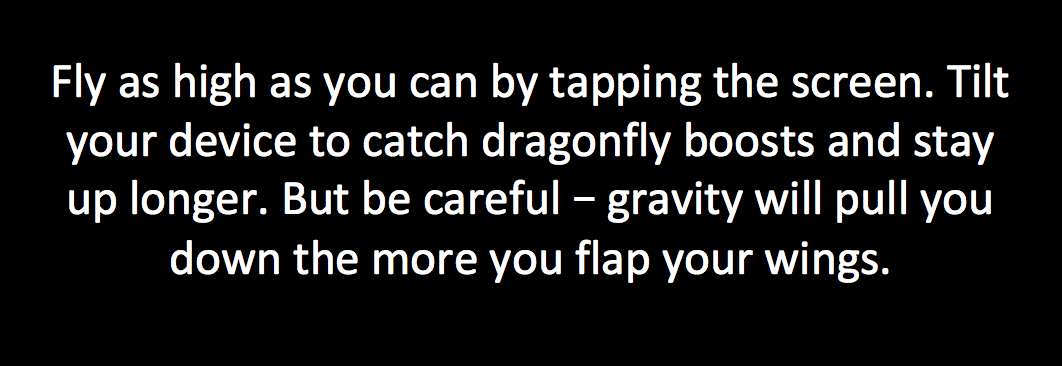 Fly as high as you can by tapping the screen. Tilt
your device to catch dragonfly boosts and stay
up longer. But be careful – gravity will pull you
down the more you flap your wings.